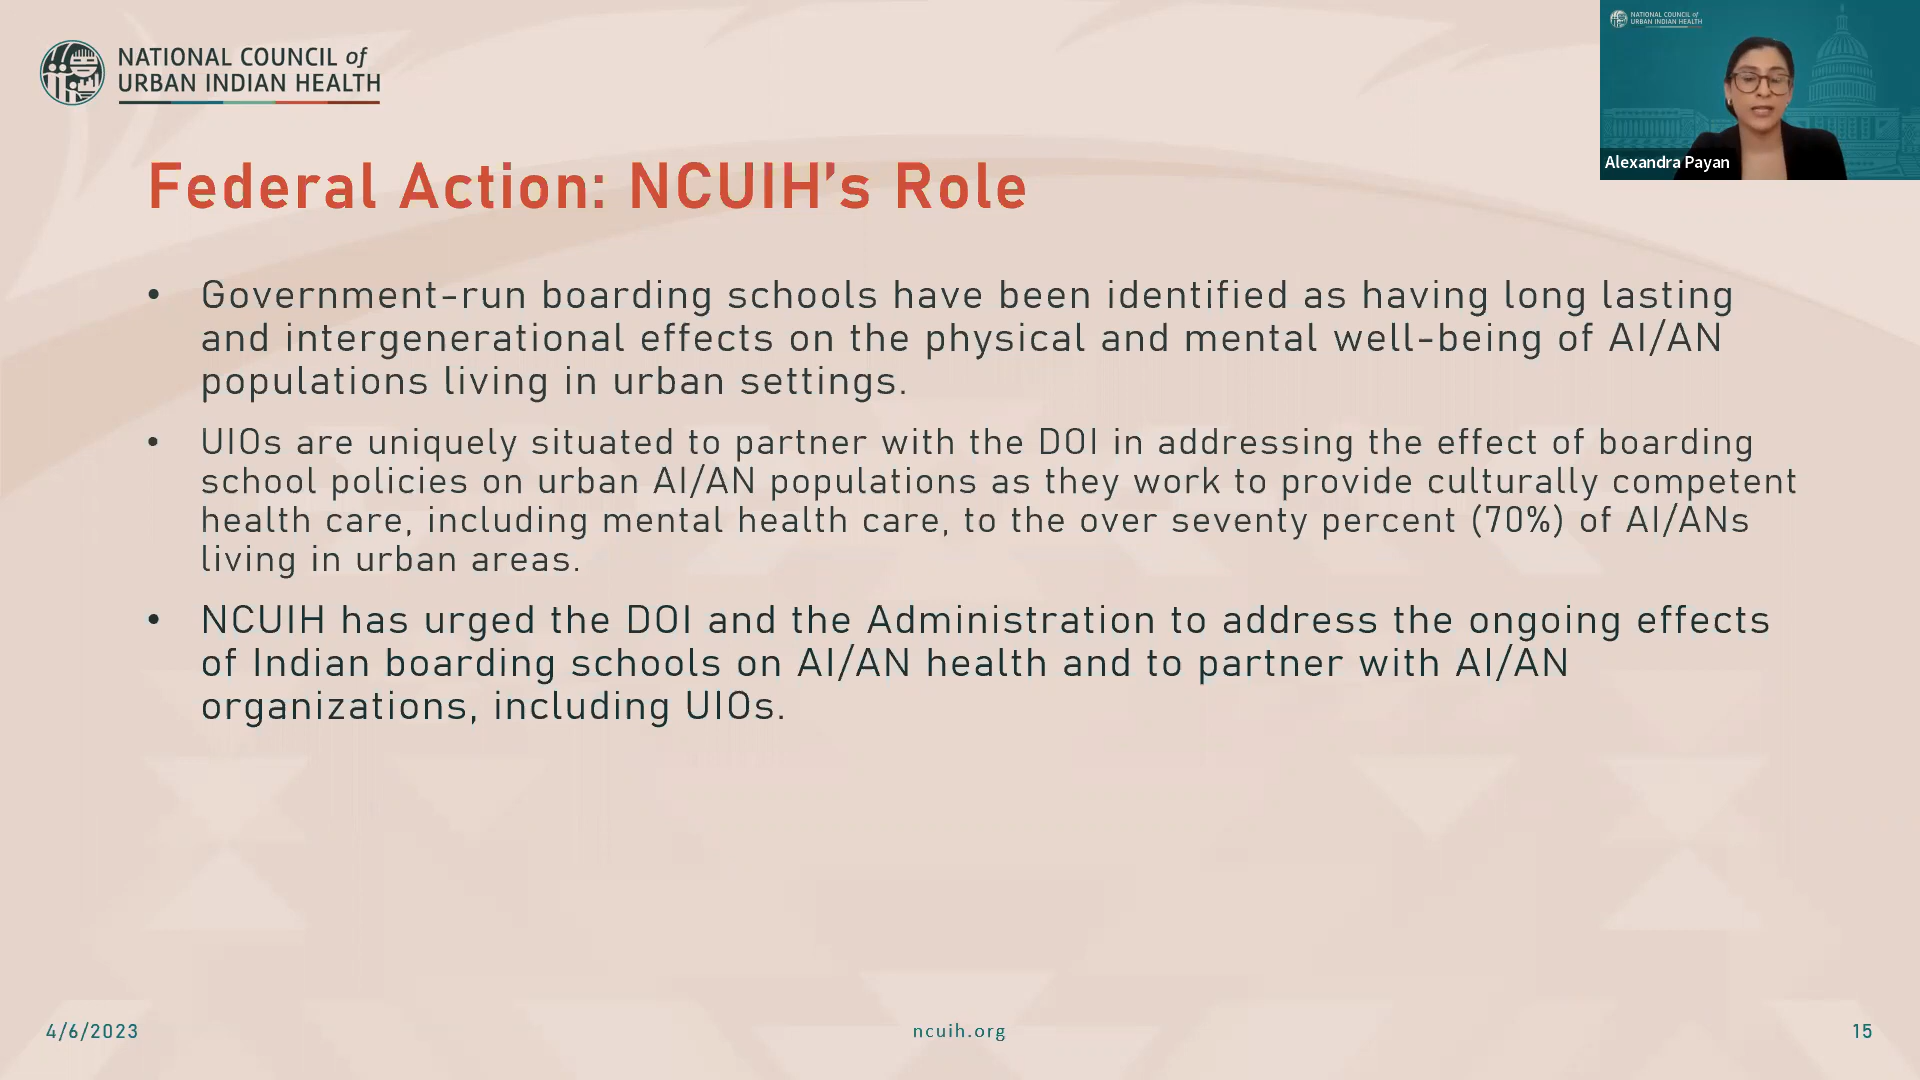 NATIONAL COUNCIL of
URBAN INDIAN HEALTH
NATIONAL COUNCIL of
URBAN INDIAN HEALTH
Alexandra Payan
Federal Action: NCUIH’s Role
• Government-run boarding schools have been identified as having long lasting
and intergenerational effects on the physical and mental well-being of AI/AN
populations living in urban settings.
• UIOs are uniquely situated to partner with the DOI in addressing the effect of boarding
school policies on urban AI/AN populations as they work to provide culturally competent
health care, including mental health care, to the over seventy percent (70%) of AI/ANs
living in urban areas.
• NCUIH has urged the DOI and the Administration to address the ongoing effects
of Indian boarding schools on AI/AN health and to partner with AI/AN
organizations, including UIOs.
4/6/2023
ncuih.org
15